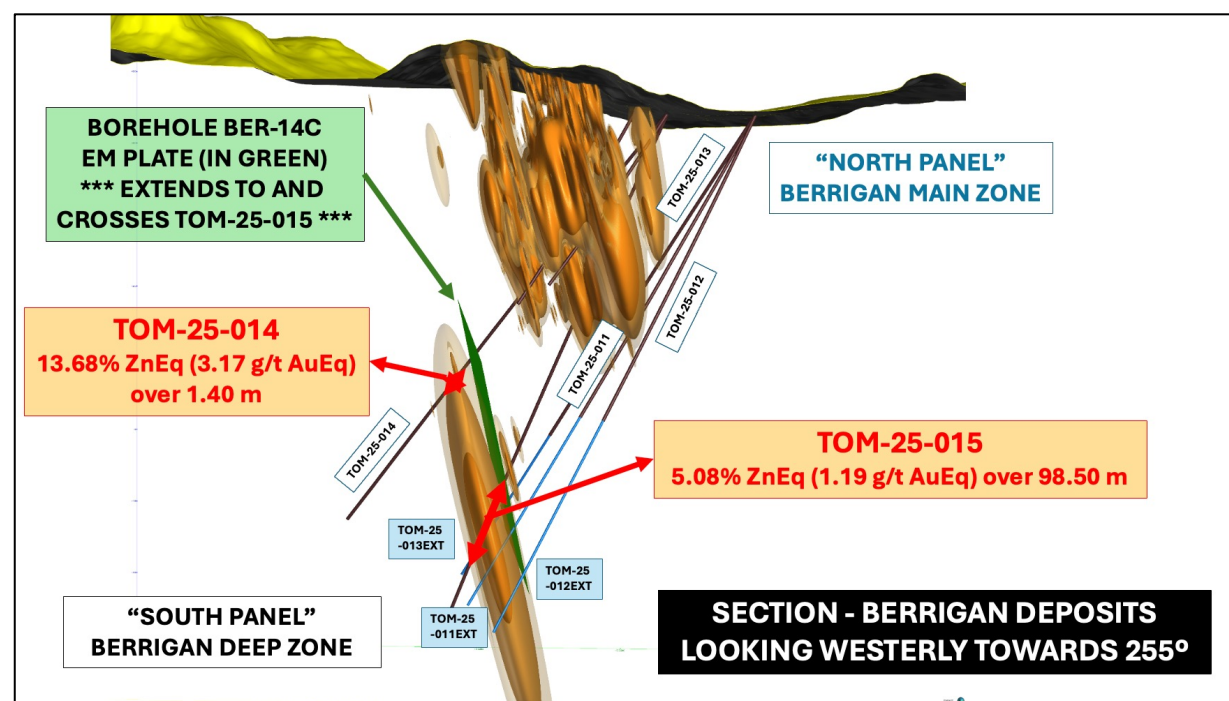 BOREHOLE BER-14C
EM PLATE (IN GREEN)
*** EXTENDS TO AND
CROSSES TOM-25-015 ***
TOM-25-013
“NORTH PANEL”
BERRIGAN MAIN ZONE
TOM-25-012
TOM-25-014
13.68% ZnEq (3.17 g/t AuEq)
over 1.40 m
TOM-25-011
TOM-25-014
TOM-25-015
5.08% ZnEq (1.19 g/t AuEq) over 98.50 m
TOM-25
-013EXT
TOM-25
-012EXT
TOM-25
-011EXT
“SOUTH PANEL”
BERRIGAN DEEP ZONE
SECTION - BERRIGAN DEPOSITS
LOOKING WESTERLY TOWARDS 255º